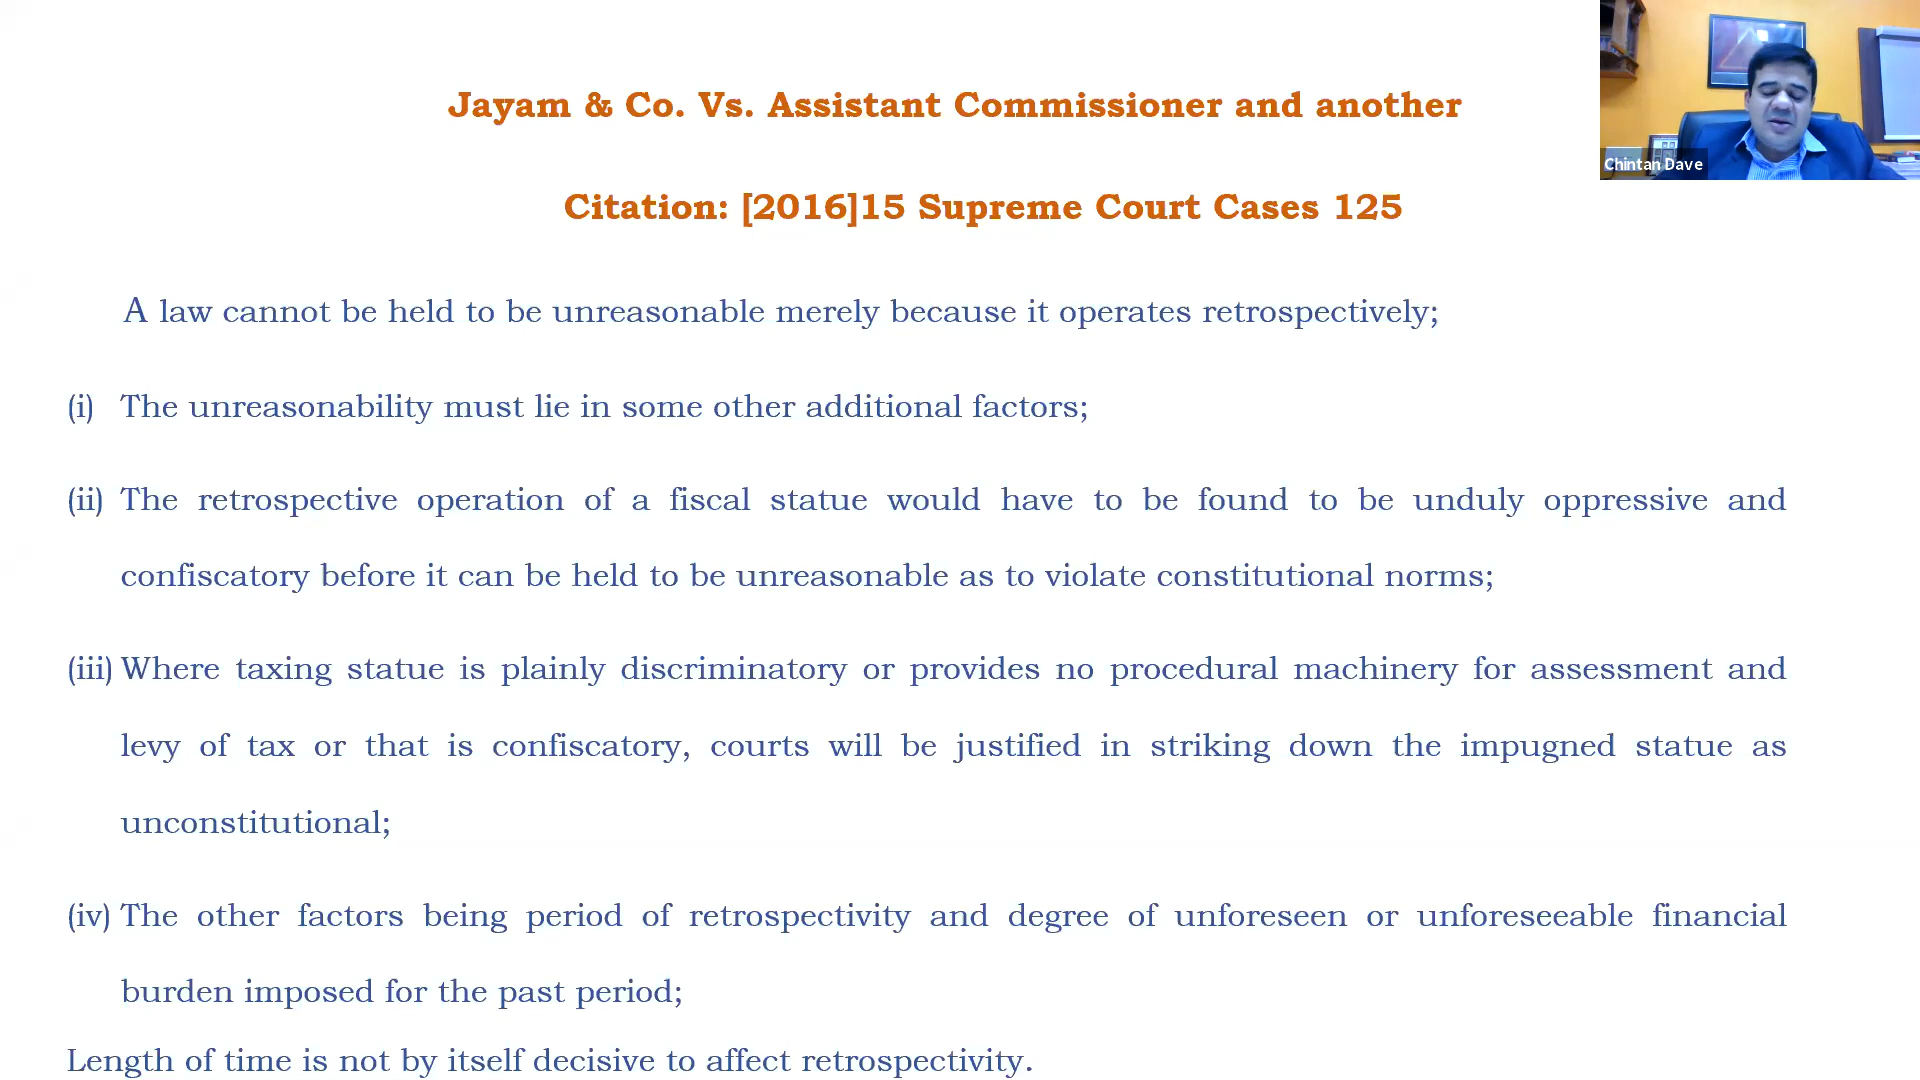 Jayam & Co. Vs. Assistant Commissioner and another
Chintan Dave
Citation: [2016]15 Supreme Court Cases 125
A law cannot be held to be unreasonable merely because it operates retrospectively;
(i) The unreasonability must lie in some other additional factors;
(ii) The retrospective operation of a fiscal statue would have to be found to be unduly oppressive and
confiscatory before it can be held to be unreasonable as to violate constitutional norms;
(iii) Where taxing statue is plainly discriminatory or provides no procedural machinery for assessment and
levy of tax or that is confiscatory, courts will be justified in striking down the impugned statue as
unconstitutional;
(iv) The other factors being period of retrospectivity and degree of unforeseen or unforeseeable financial
burden imposed for the past period;
Length of time is not by itself decisive to affect retrospectivity.